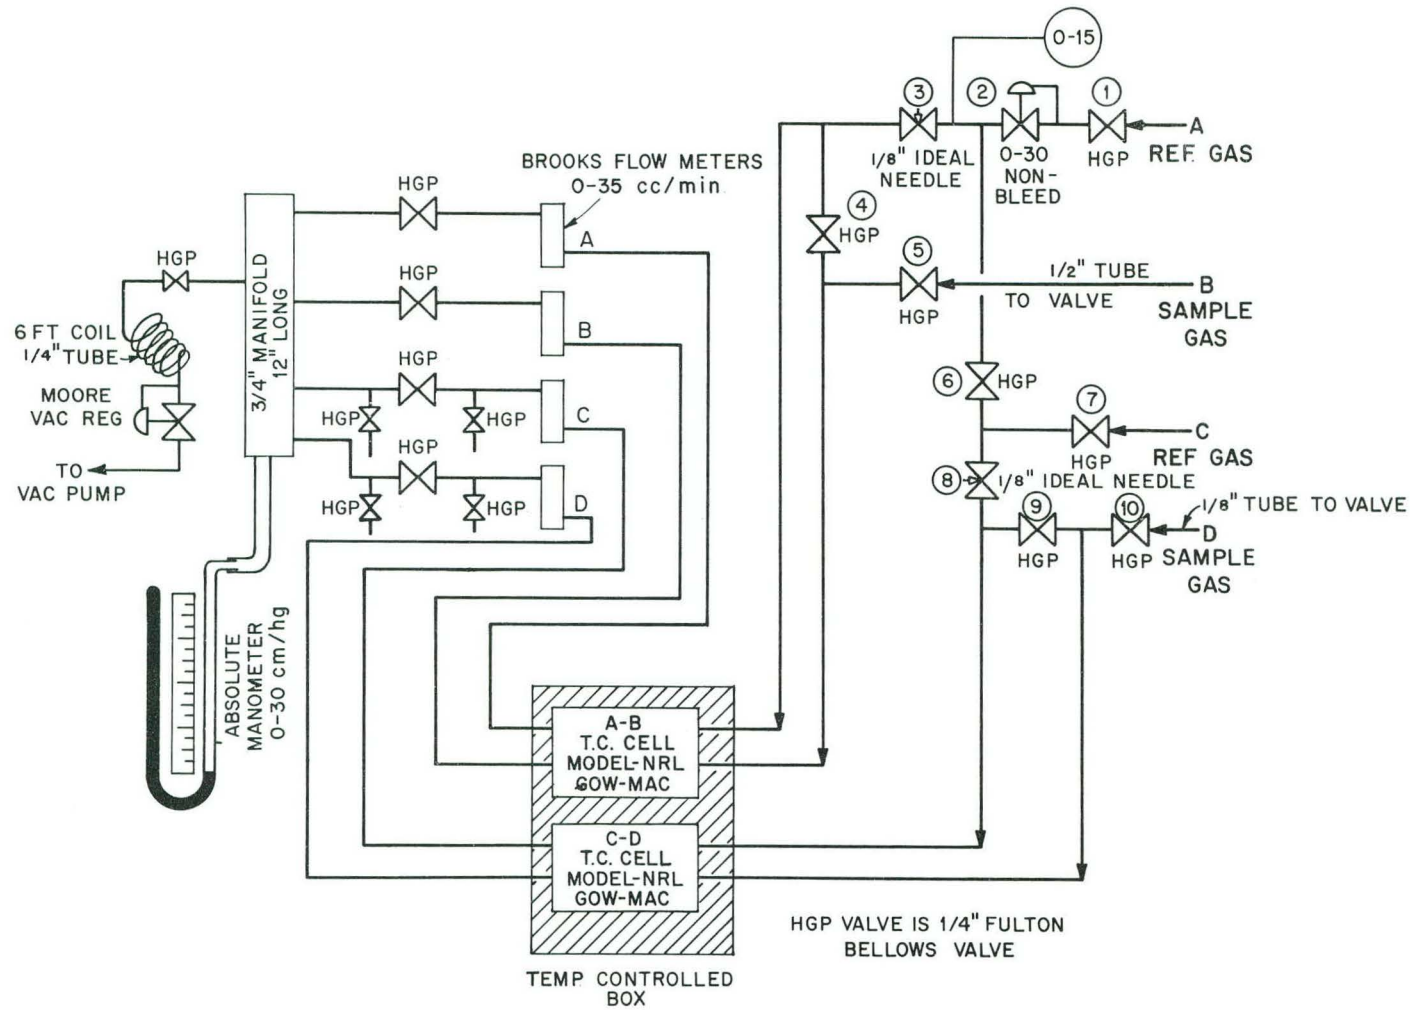 0-15
3
2
1
A
REF. GAS
HGP
0-30
NON-
BLEED
1/8" IDEAL
NEEDLE
BROOKS FLOW METERS
0-35 cc/min.
HGP
A
4
HGP
5
HGP
1/2" TUBE
TO VALVE
B
SAMPLE
GAS
HGP
HGP
B
3/4" MANIFOLD
12" LONG
6 FT COIL
1/4" TUBE
MOORE
VAC REG
TO
VAC PUMP
HGP
HGP
HGP
C
HGP
HGP
HGP
D
6
HGP
7
HGP
C
REF GAS
8
1/8" IDEAL NEEDLE
9
HGP
10
HGP
1/8" TUBE TO VALVE
D
SAMPLE
GAS
ABSOLUTE
MANOMETER
0-30 cm/hg
A-B
T.C. CELL
MODEL-NRL
GOW-MAC
C-D
T.C. CELL
MODEL-NRL
GOW-MAC
HGP VALVE IS 1/4" FULTON
BELLOWS VALVE
TEMP. CONTROLLED
BOX